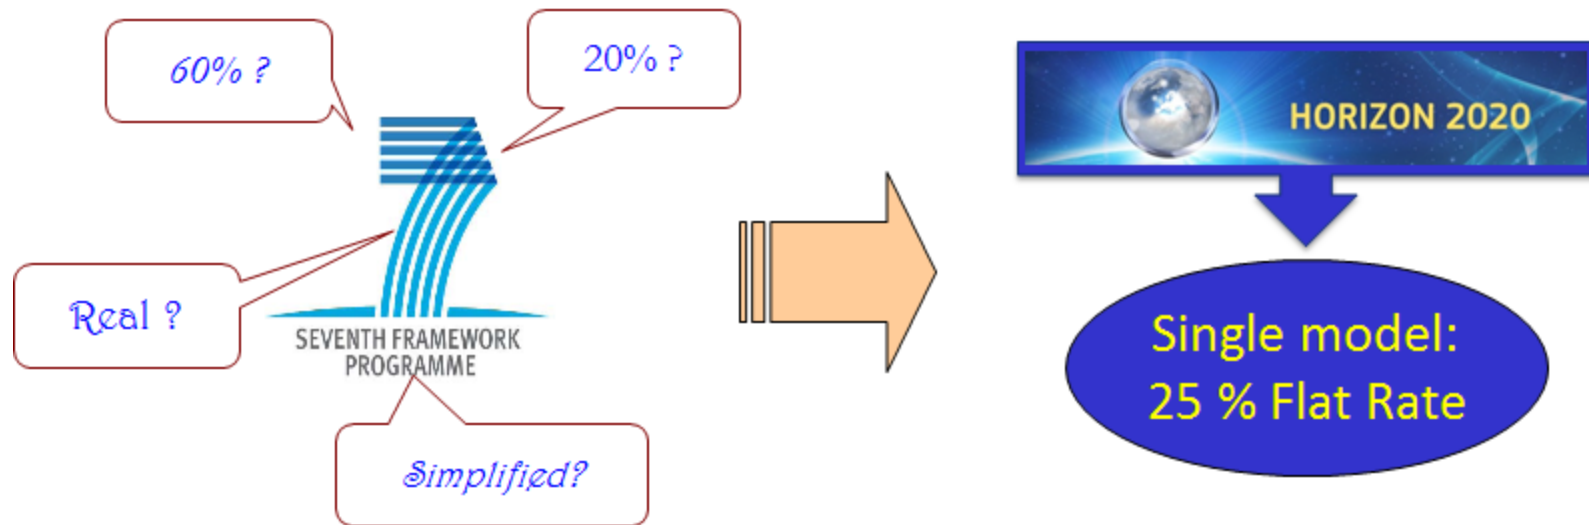 60% ?
20% ?
Real ?
SEVENTH FRAMEWORK
PROGRAMME
Simplified?
HORIZON 2020
Single model:
25 % Flat Rate